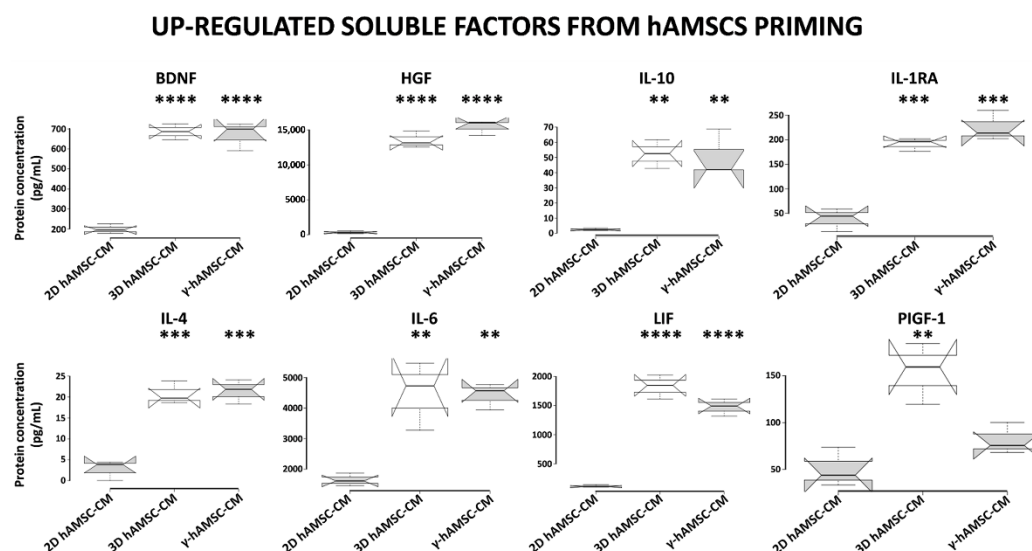 UP-REGULATED SOLUBLE FACTORS FROM hAMSCS PRIMING
BDNF
**** ****
Protein concentration
(pg/mL)
700
600
500
400
300
200
2D hAMSC-CM
3D hAMSC-CM
γ-hAMSC-CM
HGF
**** ****
15,000
10,000
5000
0
2D hAMSC-CM
3D hAMSC-CM
γ-hAMSC-CM
IL-10
** **
70
60
50
40
30
20
10
0
2D hAMSC-CM
3D hAMSC-CM
γ-hAMSC-CM
IL-1RA
*** ***
250
200
150
100
50
2D hAMSC-CM
3D hAMSC-CM
γ-hAMSC-CM
IL-4
*** ***
Protein concentration
(pg/mL)
25
20
15
10
5
0
2D hAMSC-CM
3D hAMSC-CM
γ-hAMSC-CM
IL-6
** **
5000
4000
3000
2000
2D hAMSC-CM
3D hAMSC-CM
γ-hAMSC-CM
LIF
**** ****
2000
1500
1000
500
2D hAMSC-CM
3D hAMSC-CM
γ-hAMSC-CM
PIGF-1
**
150
100
50
2D hAMSC-CM
3D hAMSC-CM
γ-hAMSC-CM